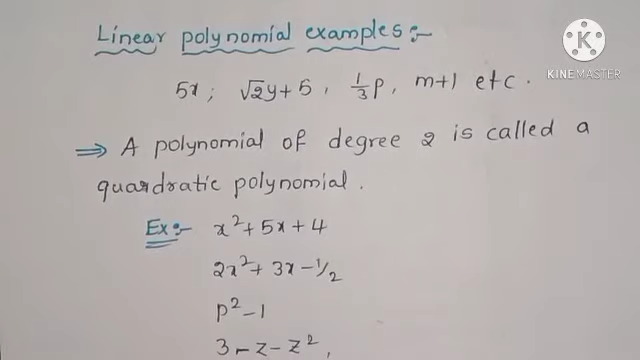 Linear polynomial examples:-
KINEMASTER
5x; √2y+5, 1/3p, m+1 etc.
⇒ A polynomial of degree 2 is called a
quardratic polynomial.
Ex:- x²+5x+4
2x²+3x-1/2
p²-1
3-z-z²,